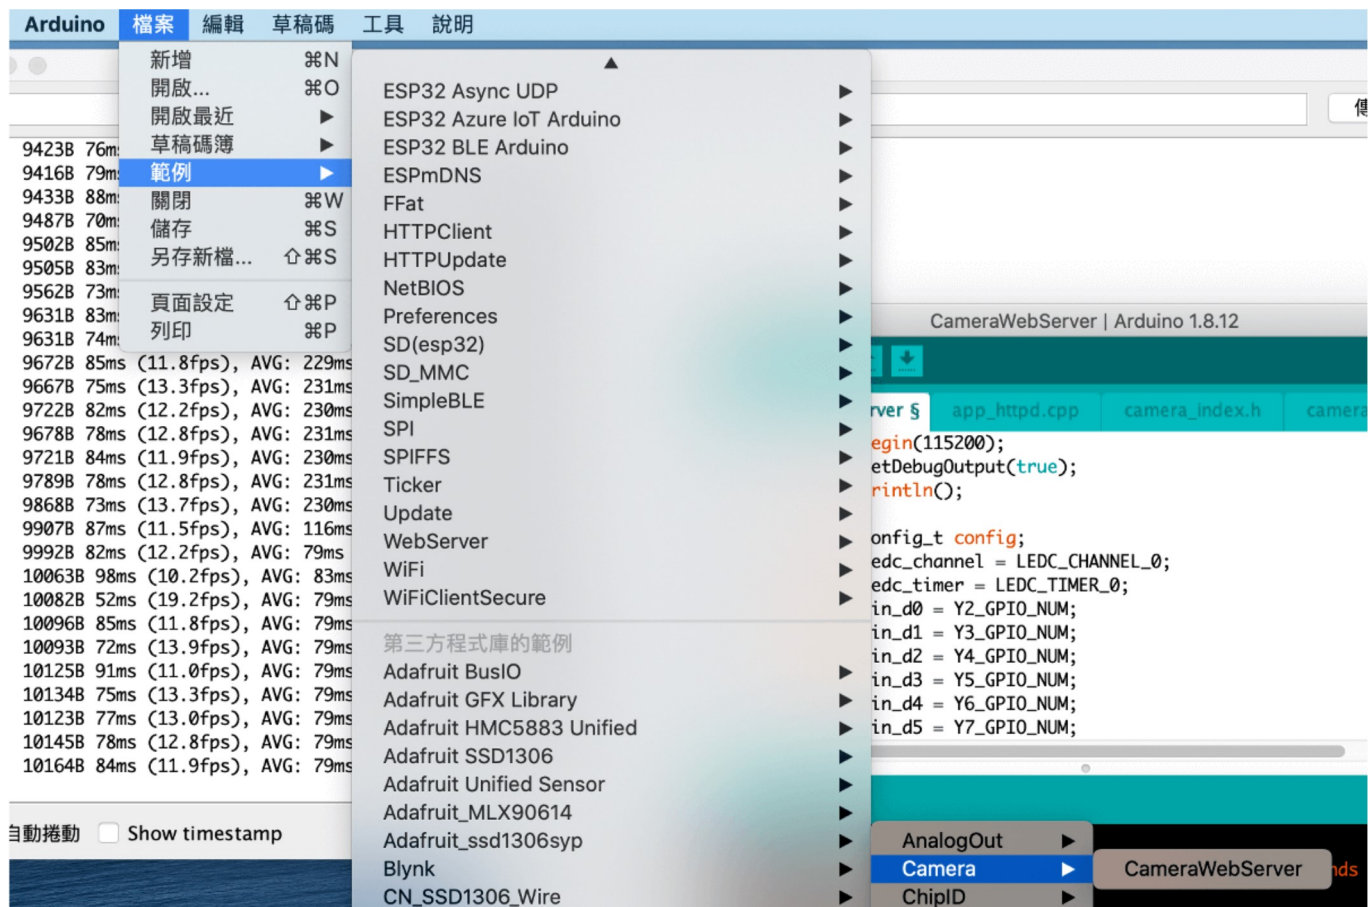 Arduino 檔案 編輯 草稿碼 工具 說明
新增 ⌘N
開啟... ⌘O
開啟最近 ▶
草稿碼簿 ▶
範例 ▶
關閉 ⌘W
儲存 ⌘S
另存新檔... ⇧⌘S
頁面設定 ⇧⌘P
列印 ⌘P
9423B 76ms
9416B 79ms
9433B 88ms
9487B 70ms
9502B 85ms
9505B 83ms
9562B 73ms
9631B 83ms
9631B 74ms
9672B 85ms (11.8fps), AVG: 229ms
9667B 75ms (13.3fps), AVG: 231ms
9722B 82ms (12.2fps), AVG: 230ms
9678B 78ms (12.8fps), AVG: 231ms
9721B 84ms (11.9fps), AVG: 230ms
9789B 78ms (12.8fps), AVG: 231ms
9868B 73ms (13.7fps), AVG: 230ms
9907B 87ms (11.5fps), AVG: 116ms
9992B 82ms (12.2fps), AVG: 79ms
10063B 98ms (10.2fps), AVG: 83ms
10082B 52ms (19.2fps), AVG: 79ms
10096B 85ms (11.8fps), AVG: 79ms
10093B 72ms (13.9fps), AVG: 79ms
10125B 91ms (11.0fps), AVG: 79ms
10134B 75ms (13.3fps), AVG: 79ms
10123B 77ms (13.0fps), AVG: 79ms
10145B 78ms (12.8fps), AVG: 79ms
10164B 84ms (11.9fps), AVG: 79ms
自動捲動 Show timestamp
ESP32 Async UDP
ESP32 Azure IoT Arduino
ESP32 BLE Arduino
ESPmDNS
FFat
HTTPClient
HTTPUpdate
NetBIOS
Preferences
SD(esp32)
SD_MMC
SimpleBLE
SPI
SPIFFS
Ticker
Update
WebServer
WiFi
WiFiClientSecure
第三方程式庫的範例
Adafruit BusIO
Adafruit GFX Library
Adafruit HMC5883 Unified
Adafruit SSD1306
Adafruit Unified Sensor
Adafruit_MLX90614
Adafruit_ssd1306syp
Blynk
CN_SSD1306_Wire
AnalogOut
Camera
ChipID
CameraWebServer
nds
CameraWebServer | Arduino 1.8.12
rver § app_httpd.cpp camera_index.h camera
egin(115200);
etDebugOutput(true);
rintln();
onfig_t config;
edc_channel = LEDC_CHANNEL_0;
edc_timer = LEDC_TIMER_0;
in_d0 = Y2_GPIO_NUM;
in_d1 = Y3_GPIO_NUM;
in_d2 = Y4_GPIO_NUM;
in_d3 = Y5_GPIO_NUM;
in_d4 = Y6_GPIO_NUM;
in_d5 = Y7_GPIO_NUM;